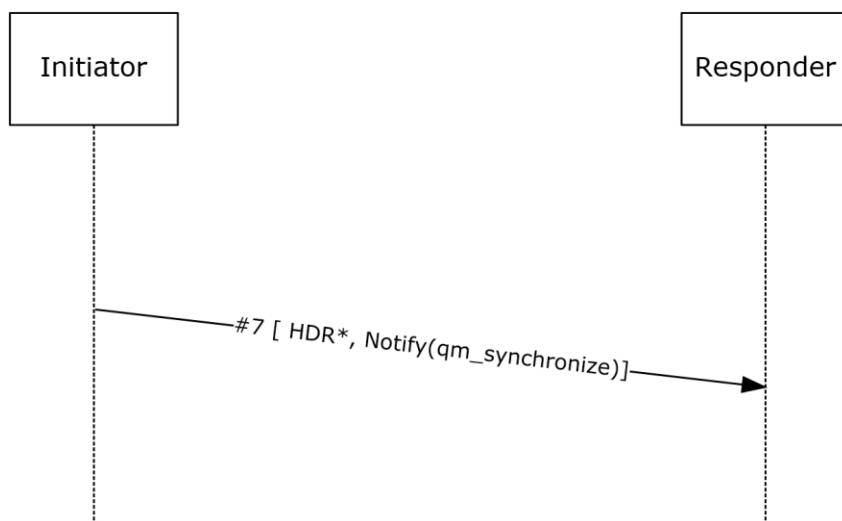 Initiator
Responder
#7 [ HDR*, Notify(qm_synchronize)]